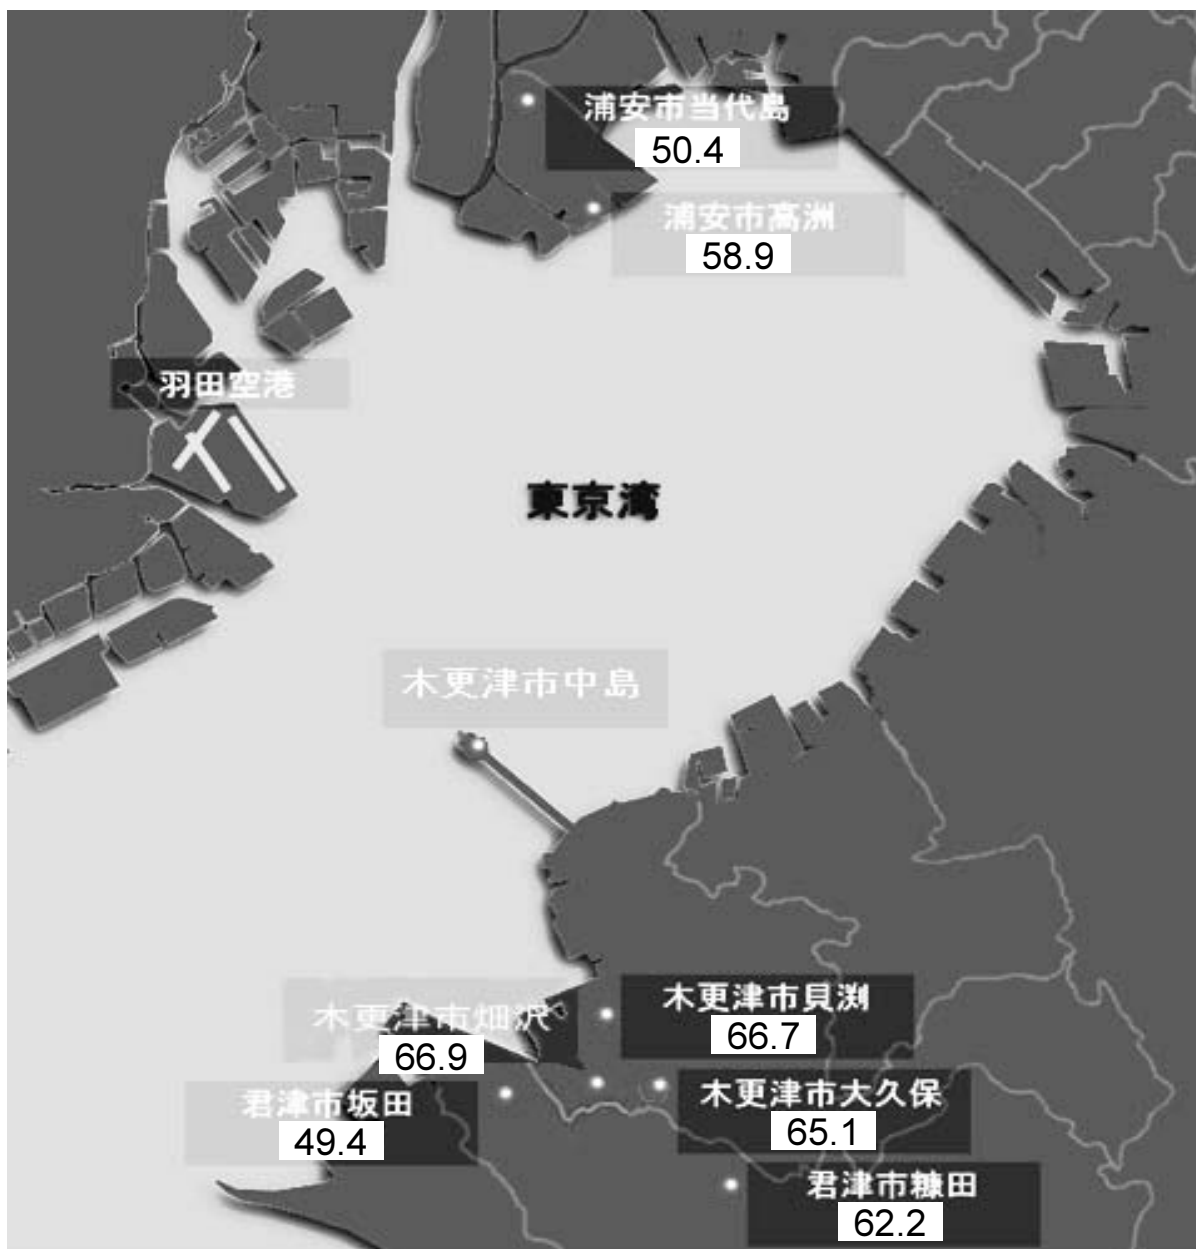 浦安市当代島
50.4
浦安市高洲
58.9
羽田空港
東京湾
木更津市中島
木更津市畑沢
66.9
木更津市貝渕
66.7
君津市坂田
49.4
木更津市大久保
65.1
君津市糠田
62.2